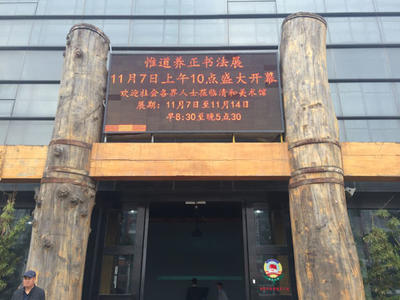 惟道养正书法展
11月7日上午10点盛大开幕
欢迎社会各界人士莅临清和美术馆
展期：11月7日至11月14日
早8:30至晚5点30